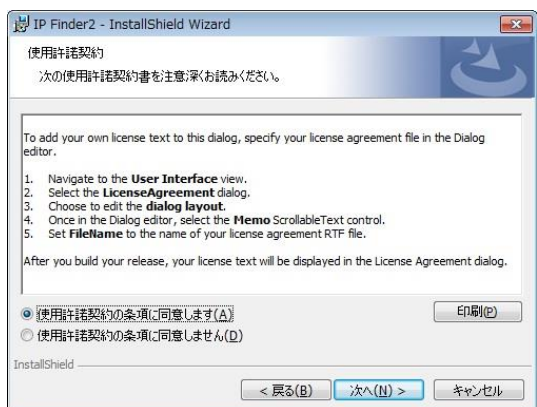 IP Finder2 - InstallShield Wizard
使用許諾契約
次の使用許諾契約書を注意深くお読みください。
To add your own license text to this dialog, specify your license agreement file in the Dialog
editor.
1. Navigate to the User Interface view.
2. Select the LicenseAgreement dialog.
3. Choose to edit the dialog layout.
4. Once in the Dialog editor, select the Memo ScrollableText control.
5. Set FileName to the name of your license agreement RTF file.
After you build your release, your license text will be displayed in the License Agreement dialog.
使用許諾契約の条項に同意します(A)
印刷(P)
使用許諾契約の条項に同意しません(D)
InstallShield
< 戻る(B)
次へ(N) >
キャンセル